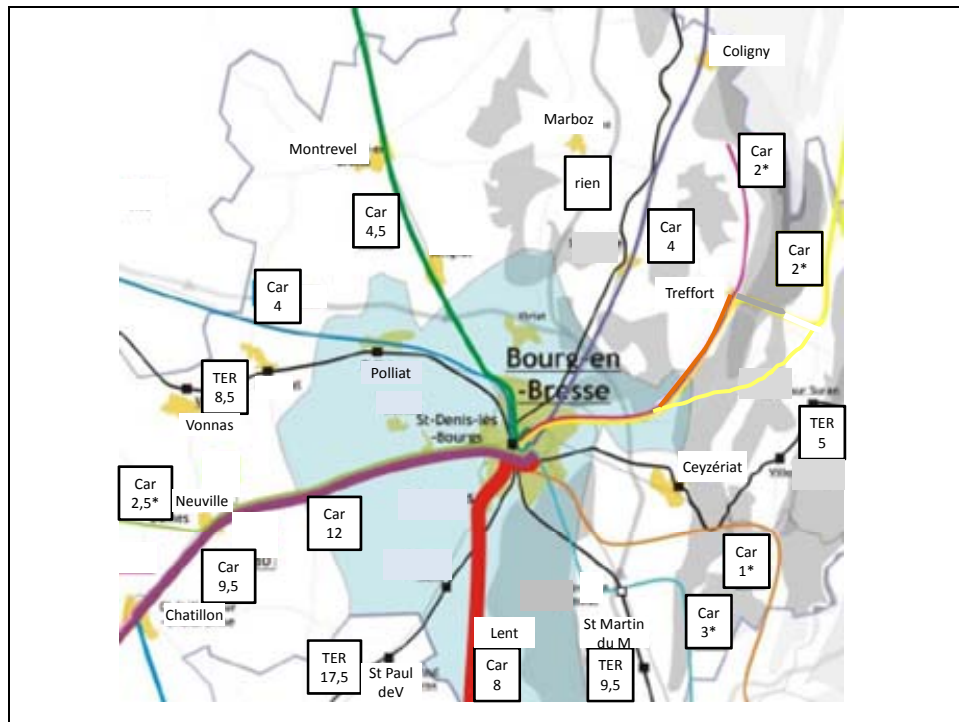 Coligny
Marboz
Montrevel
Car
2*
rien
Car
4,5
Car
4
Car
2*
Car
4
Treffort
Bourg-en
-Bresse
Polliat
TER
8,5
St-Denis-lès
-Bourgs
Vonnas
TER
5
Ceyzériat
Car
2,5*
Neuville
Car
12
Car
9,5
Car
1*
Chatillon
Car
3*
Lent
St Martin
du M
TER
17,5
St Paul
deV
Car
8
TER
9,5